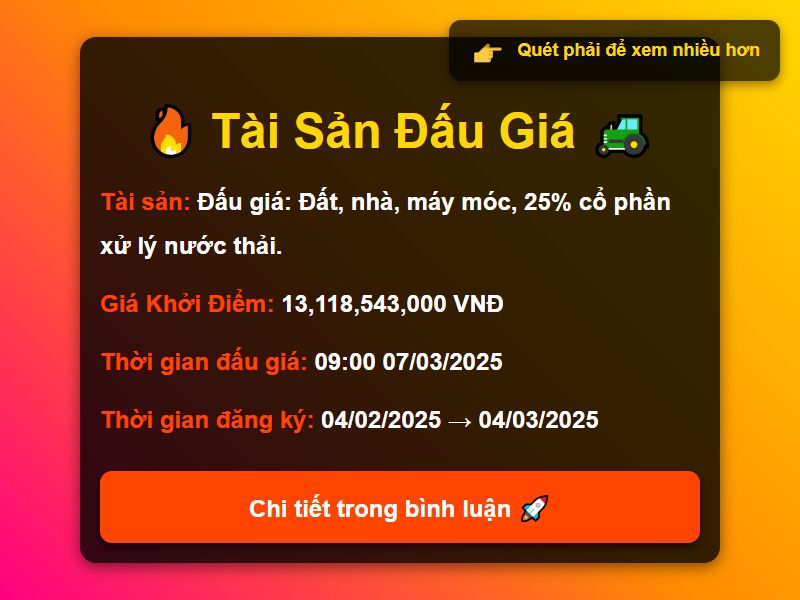 👉 Quét phải để xem nhiều hơn
🔥 Tài Sản Đấu Giá 🚜
Tài sản: Đấu giá: Đất, nhà, máy móc, 25% cổ phần
xử lý nước thải.
Giá Khởi Điểm: 13,118,543,000 VNĐ
Thời gian đấu giá: 09:00 07/03/2025
Thời gian đăng ký: 04/02/2025 → 04/03/2025
Chi tiết trong bình luận 🚀